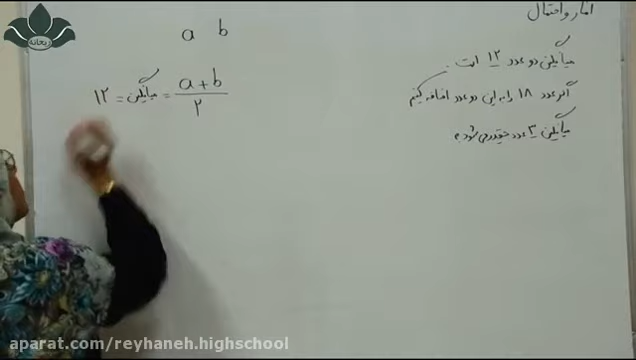 آمار و احتمال
میانگین دو عدد ۱۲ است .
اگر عدد ۱۸ را به این دو عدد اضافه کنیم
میانگین ۳ عدد چقدر می شود ؟
a b
a + b / ۲ = میانگین = ۱۲
ریحانه
aparat.com/reyhaneh.highschool